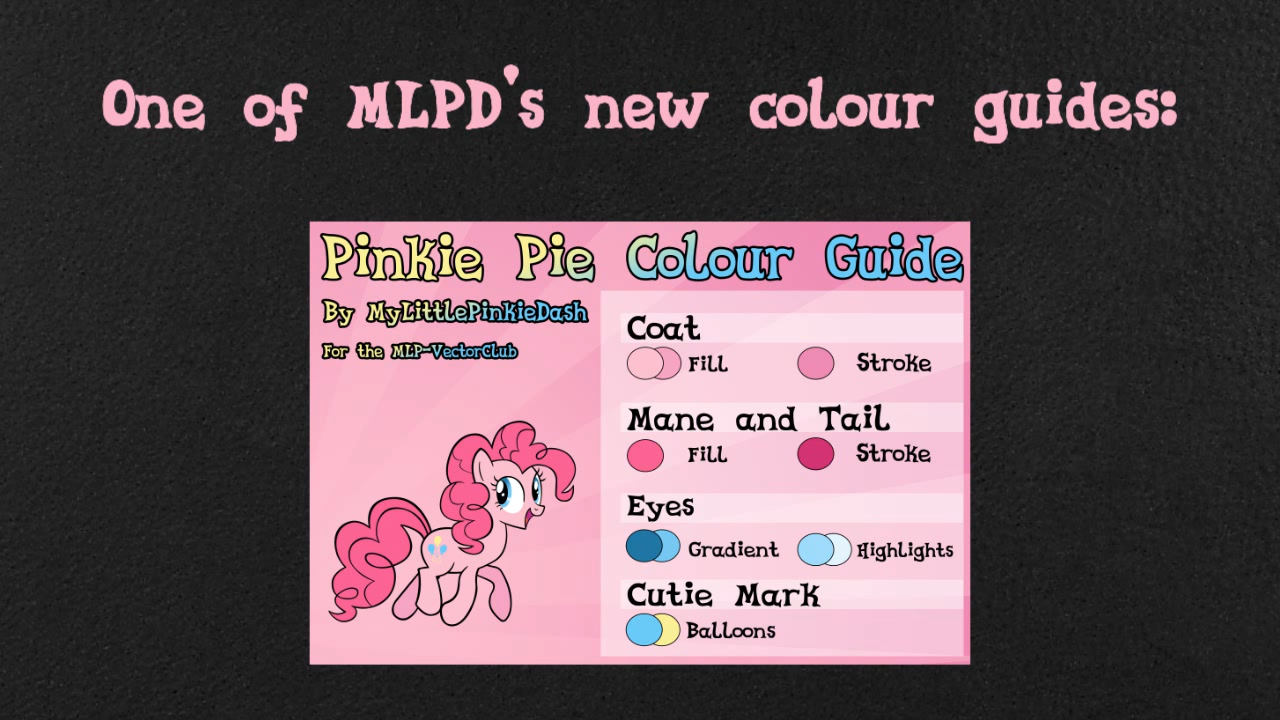 One of MLPD's new colour guides:
Pinkie Pie Colour Guide
By MyLittlePinkieDash
For the MLP-VectorClub
Coat
Fill Stroke
Mane and Tail
Fill Stroke
Eyes
Gradient Highlights
Cutie Mark
Balloons